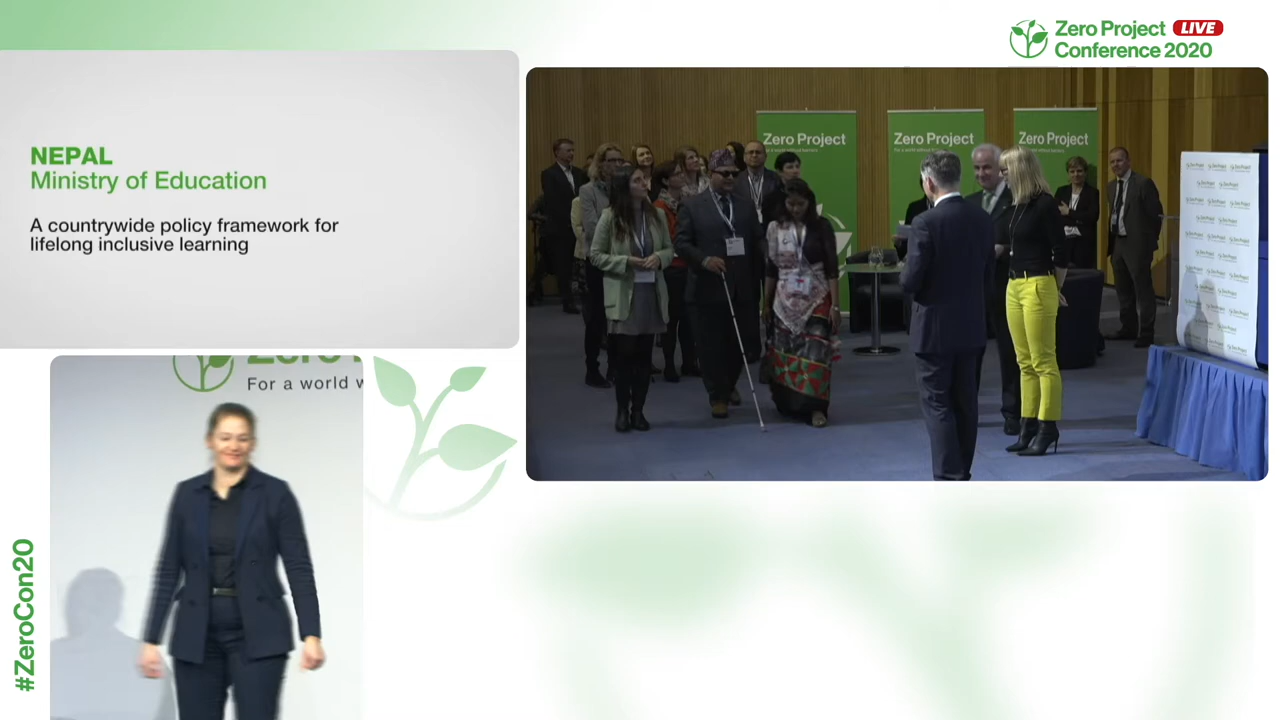 Zero Project LIVE
Conference 2020
NEPAL
Ministry of Education
A countrywide policy framework for
lifelong inclusive learning
Zero Project
Zero Project
Zero Project
For a world w
#ZeroCon20